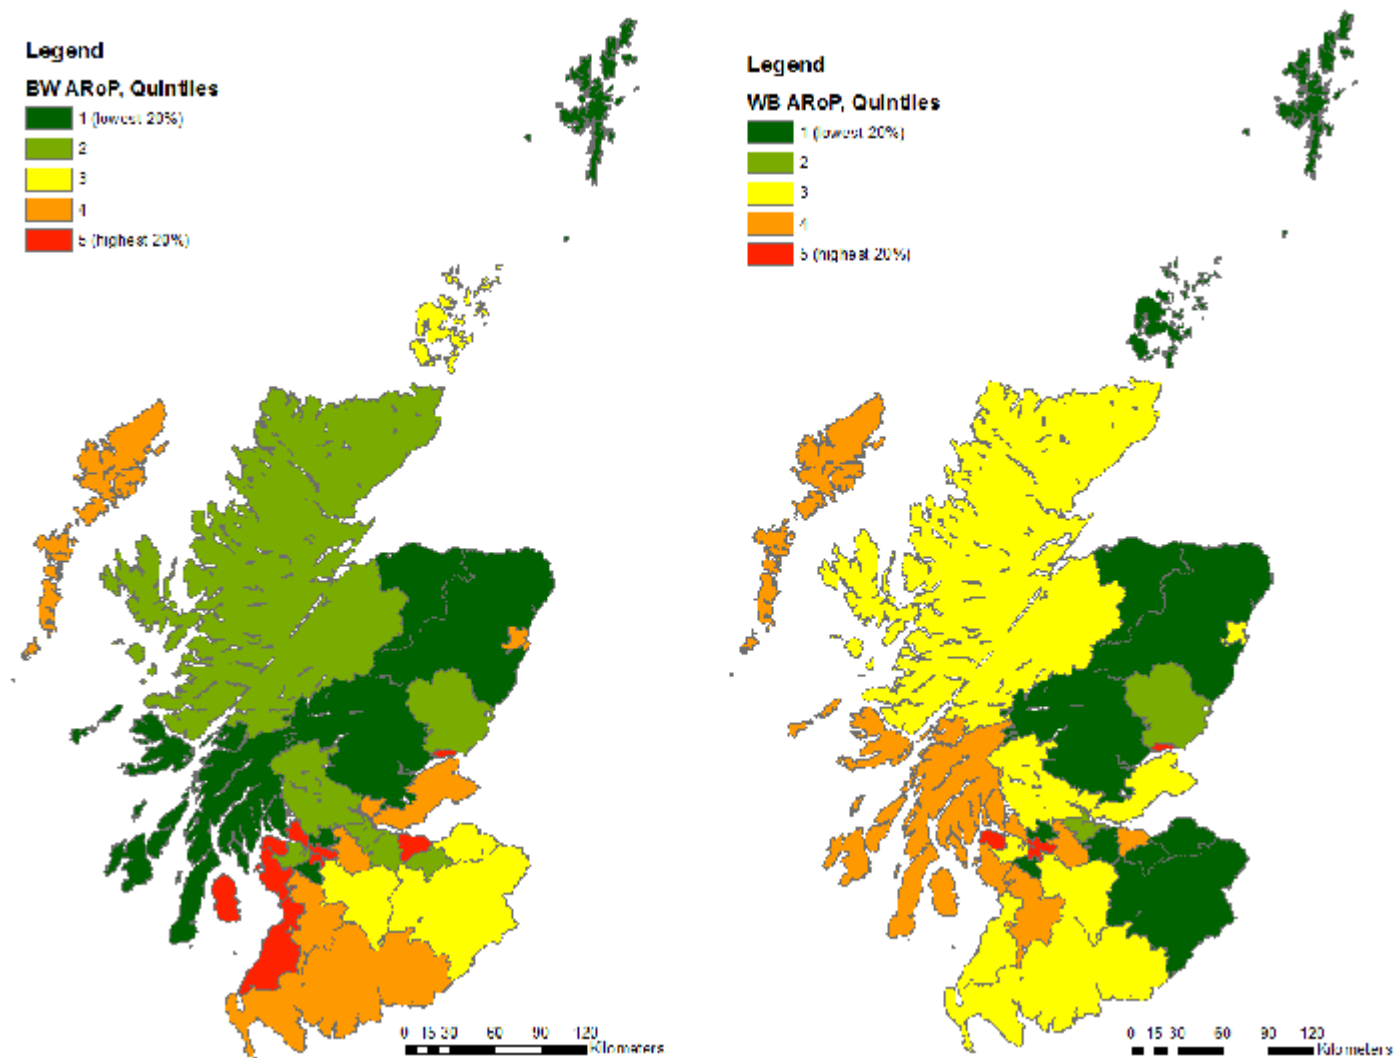 Legend
BW ARoP, Quintiles
1 (lowest 20%)
2
3
4
5 (highest 20%)
Legend
WB ARoP, Quintiles
1 (lowest 20%)
2
3
4
5 (highest 20%)
0 15 30 60 90 120
Kilometers
0 15 30 60 90 120
Kilometers